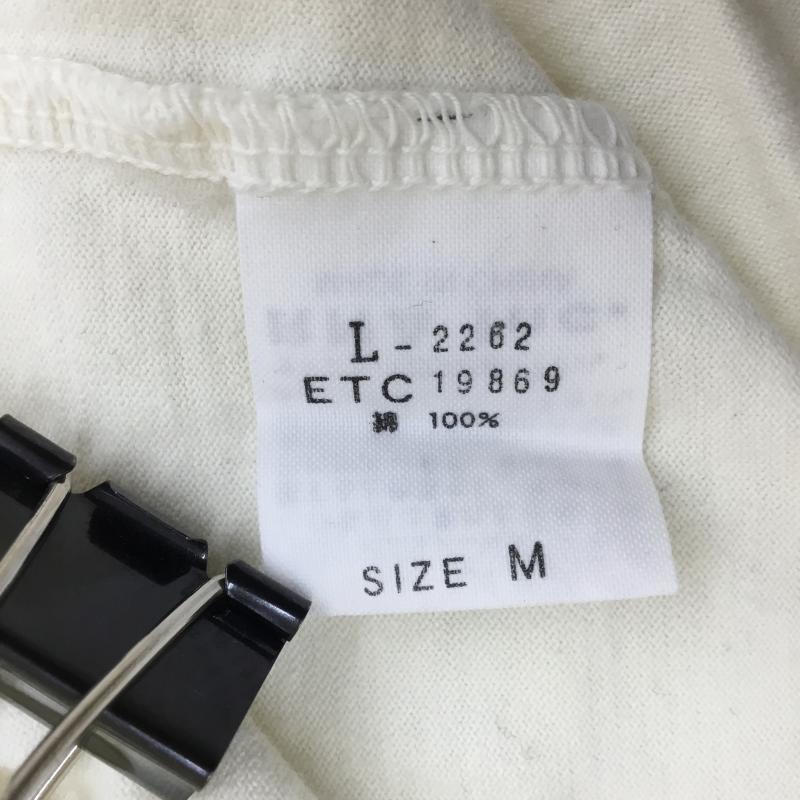 L-2262
ETC 19869
綿 100%
SIZE M